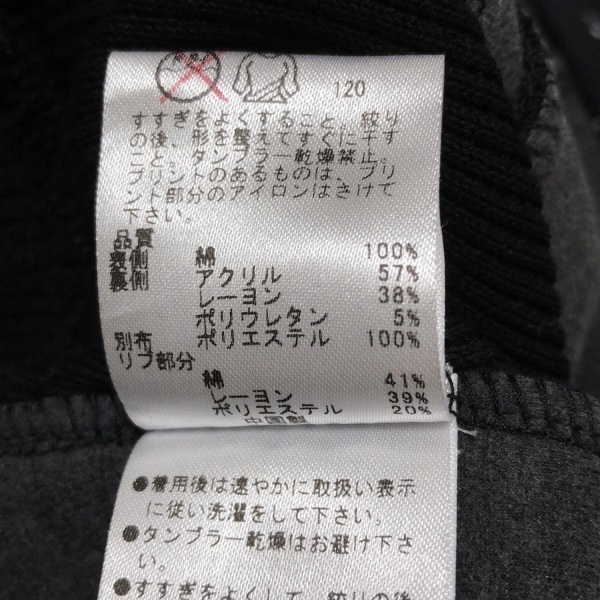 120
すすぎをよくすること、絞り
の後、形を整えてすぐに干す
こと。タンブラー乾燥禁止。
プリントのあるものは、プリ
ント部分のアイロンはさけて
下さい。
品質
表側 綿 100%
裏側 アクリル 57%
レーヨン 38%
ポリウレタン 5%
別布 ポリエステル 100%
リブ部分
綿 41%
レーヨン 39%
ポリエステル 20%
中国製
●着用後は速やかに取扱い表示
に従い洗濯をして下さい。
●タンブラー乾燥はお避け下さ
い。
●すすぎをよくして、絞りの後